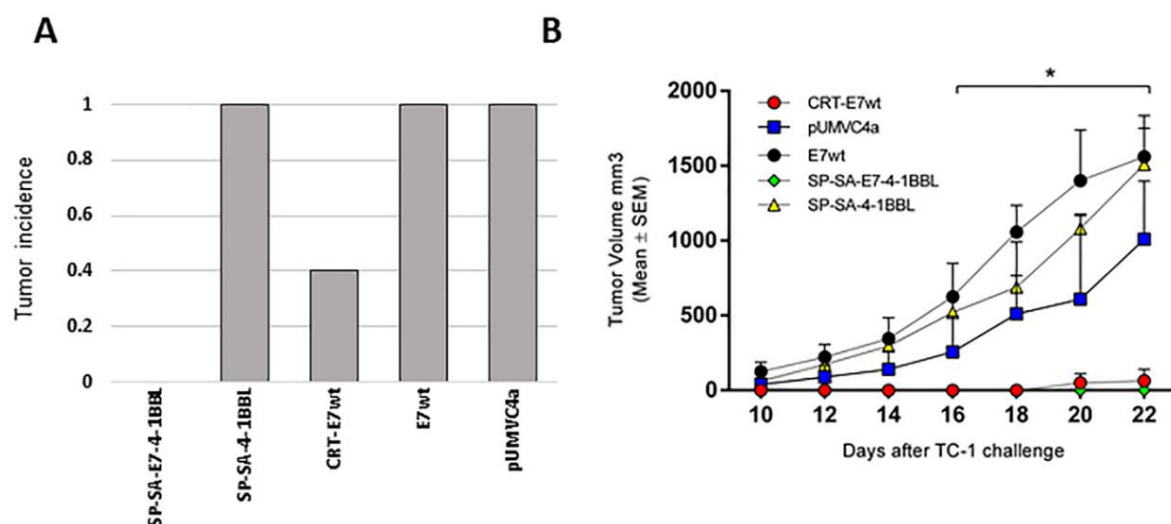 A
Tumor incidence
1
0.8
0.6
0.4
0.2
0
SP-SA-E7-4-1BBL
SP-SA-4-1BBL
CRT-E7wt
E7wt
pUMVC4a
B
*
Tumor Volume mm3
(Mean ± SEM)
2000
1500
1000
500
0
CRT-E7wt
pUMVC4a
E7wt
SP-SA-E7-4-1BBL
SP-SA-4-1BBL
10 12 14 16 18 20 22
Days after TC-1 challenge